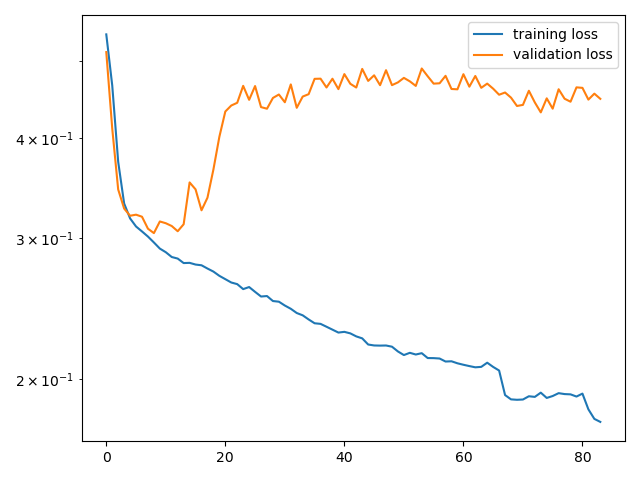 training loss
validation loss
4 × 10⁻¹
3 × 10⁻¹
2 × 10⁻¹
0 20 40 60 80